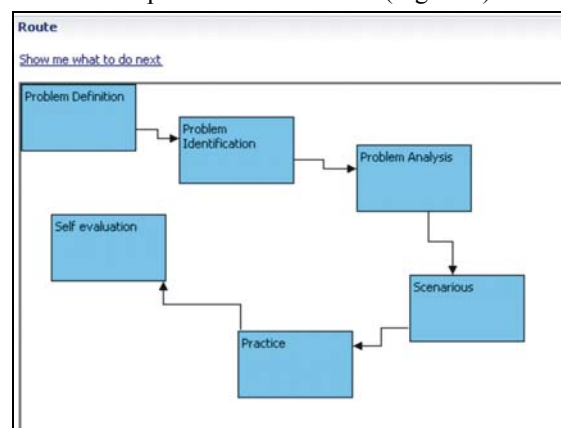 Route
Show me what to do next
Problem Definition
Problem
Identification
Problem Analysis
Self evaluation
Scenarious
Practice